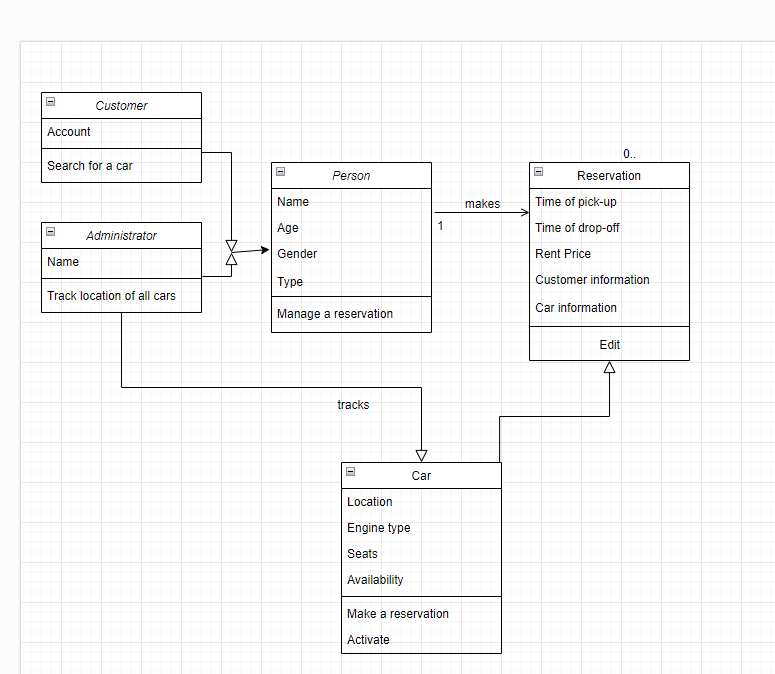 Customer
Account
Search for a car
Administrator
Name
Track location of all cars
Person
Name
Age
Gender
Type
Manage a reservation
makes
1
0..
Reservation
Time of pick-up
Time of drop-off
Rent Price
Customer information
Car information
Edit
tracks
Car
Location
Engine type
Seats
Availability
Make a reservation
Activate